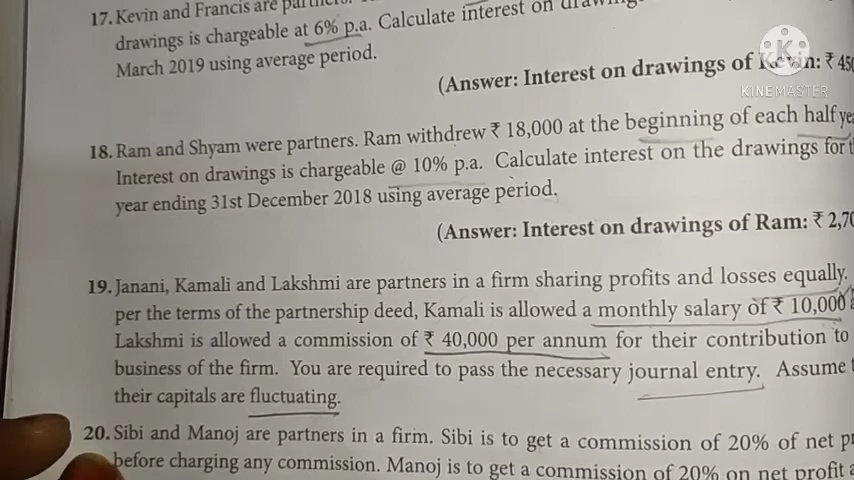 17. Kevin and Francis are
drawings is chargeable at 6% p.a. Calculate interest on
March 2019 using average period.
(Answer: Interest on drawings of Kevin: ₹ 450
KINEMASTER
18. Ram and Shyam were partners. Ram withdrew ₹ 18,000 at the beginning of each half
Interest on drawings is chargeable @ 10% p.a. Calculate interest on the drawings for
year ending 31st December 2018 using average period.
(Answer: Interest on drawings of Ram: ₹ 2,70
19. Janani, Kamali and Lakshmi are partners in a firm sharing profits and losses equally.
per the terms of the partnership deed, Kamali is allowed a monthly salary of ₹ 10,000
Lakshmi is allowed a commission of ₹ 40,000 per annum for their contribution to
business of the firm. You are required to pass the necessary journal entry. Assume
their capitals are fluctuating.
20. Sibi and Manoj are partners in a firm. Sibi is to get a commission of 20% of net
before charging any commission. Manoj is to get a commission of 20% on net profit